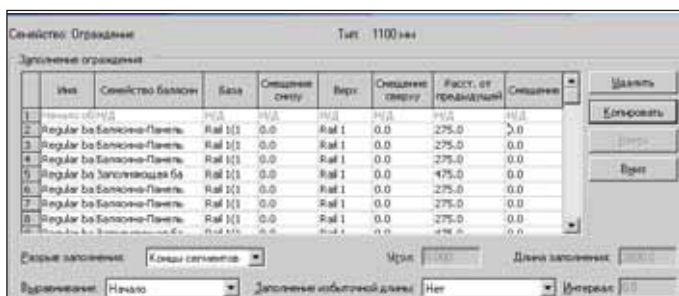 Семейство: Ограждение Тип: 1100 мм
Заполнение ограждения
Имя Семейство балясин База Смещение снизу Верх Смещение сверху Расст. от предыдущей Смещение
1 Начало об Н/Д Н/Д Н/Д Н/Д Н/Д Н/Д Н/Д
2 Regular ba Балясина-Панель Rail 1(1 0.0 Rail 1 0.0 275.0 0.0
3 Regular ba Балясина-Панель Rail 1(1 0.0 Rail 1 0.0 275.0 0.0
4 Regular ba Балясина-Панель Rail 1(1 0.0 Rail 1 0.0 275.0 0.0
5 Regular ba Заполняющая ба Rail 1(1 0.0 Rail 1 0.0 475.0 0.0
6 Regular ba Балясина-Панель Rail 1(1 0.0 Rail 1 0.0 275.0 0.0
7 Regular ba Балясина-Панель Rail 1(1 0.0 Rail 1 0.0 275.0 0.0
8 Regular ba Балясина-Панель Rail 1(1 0.0 Rail 1 0.0 275.0 0.0
Удалить
Копировать
Вверх
Вниз
Разрыв заполнения: Концы сегментов Угол: 0.000 Длина заполнения:
Выравнивание: Начало Заполнение избыточной длины: Нет Интервал: 0.0